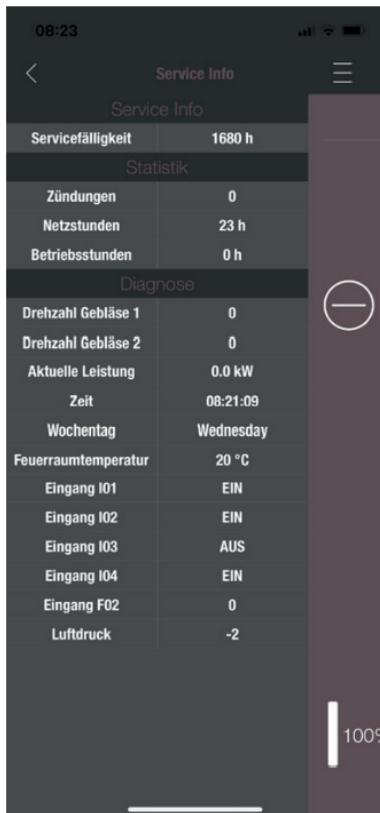 08:23
Service Info
Service Info
Servicefälligkeit 1680 h
Statistik
Zündungen 0
Netzstunden 23 h
Betriebsstunden 0 h
Diagnose
Drehzahl Gebläse 1 0
Drehzahl Gebläse 2 0
Aktuelle Leistung 0.0 kW
Zeit 08:21:09
Wochentag Wednesday
Feuerraumtemperatur 20 °C
Eingang I01 EIN
Eingang I02 EIN
Eingang I03 AUS
Eingang I04 EIN
Eingang F02 0
Luftdruck -2
100%